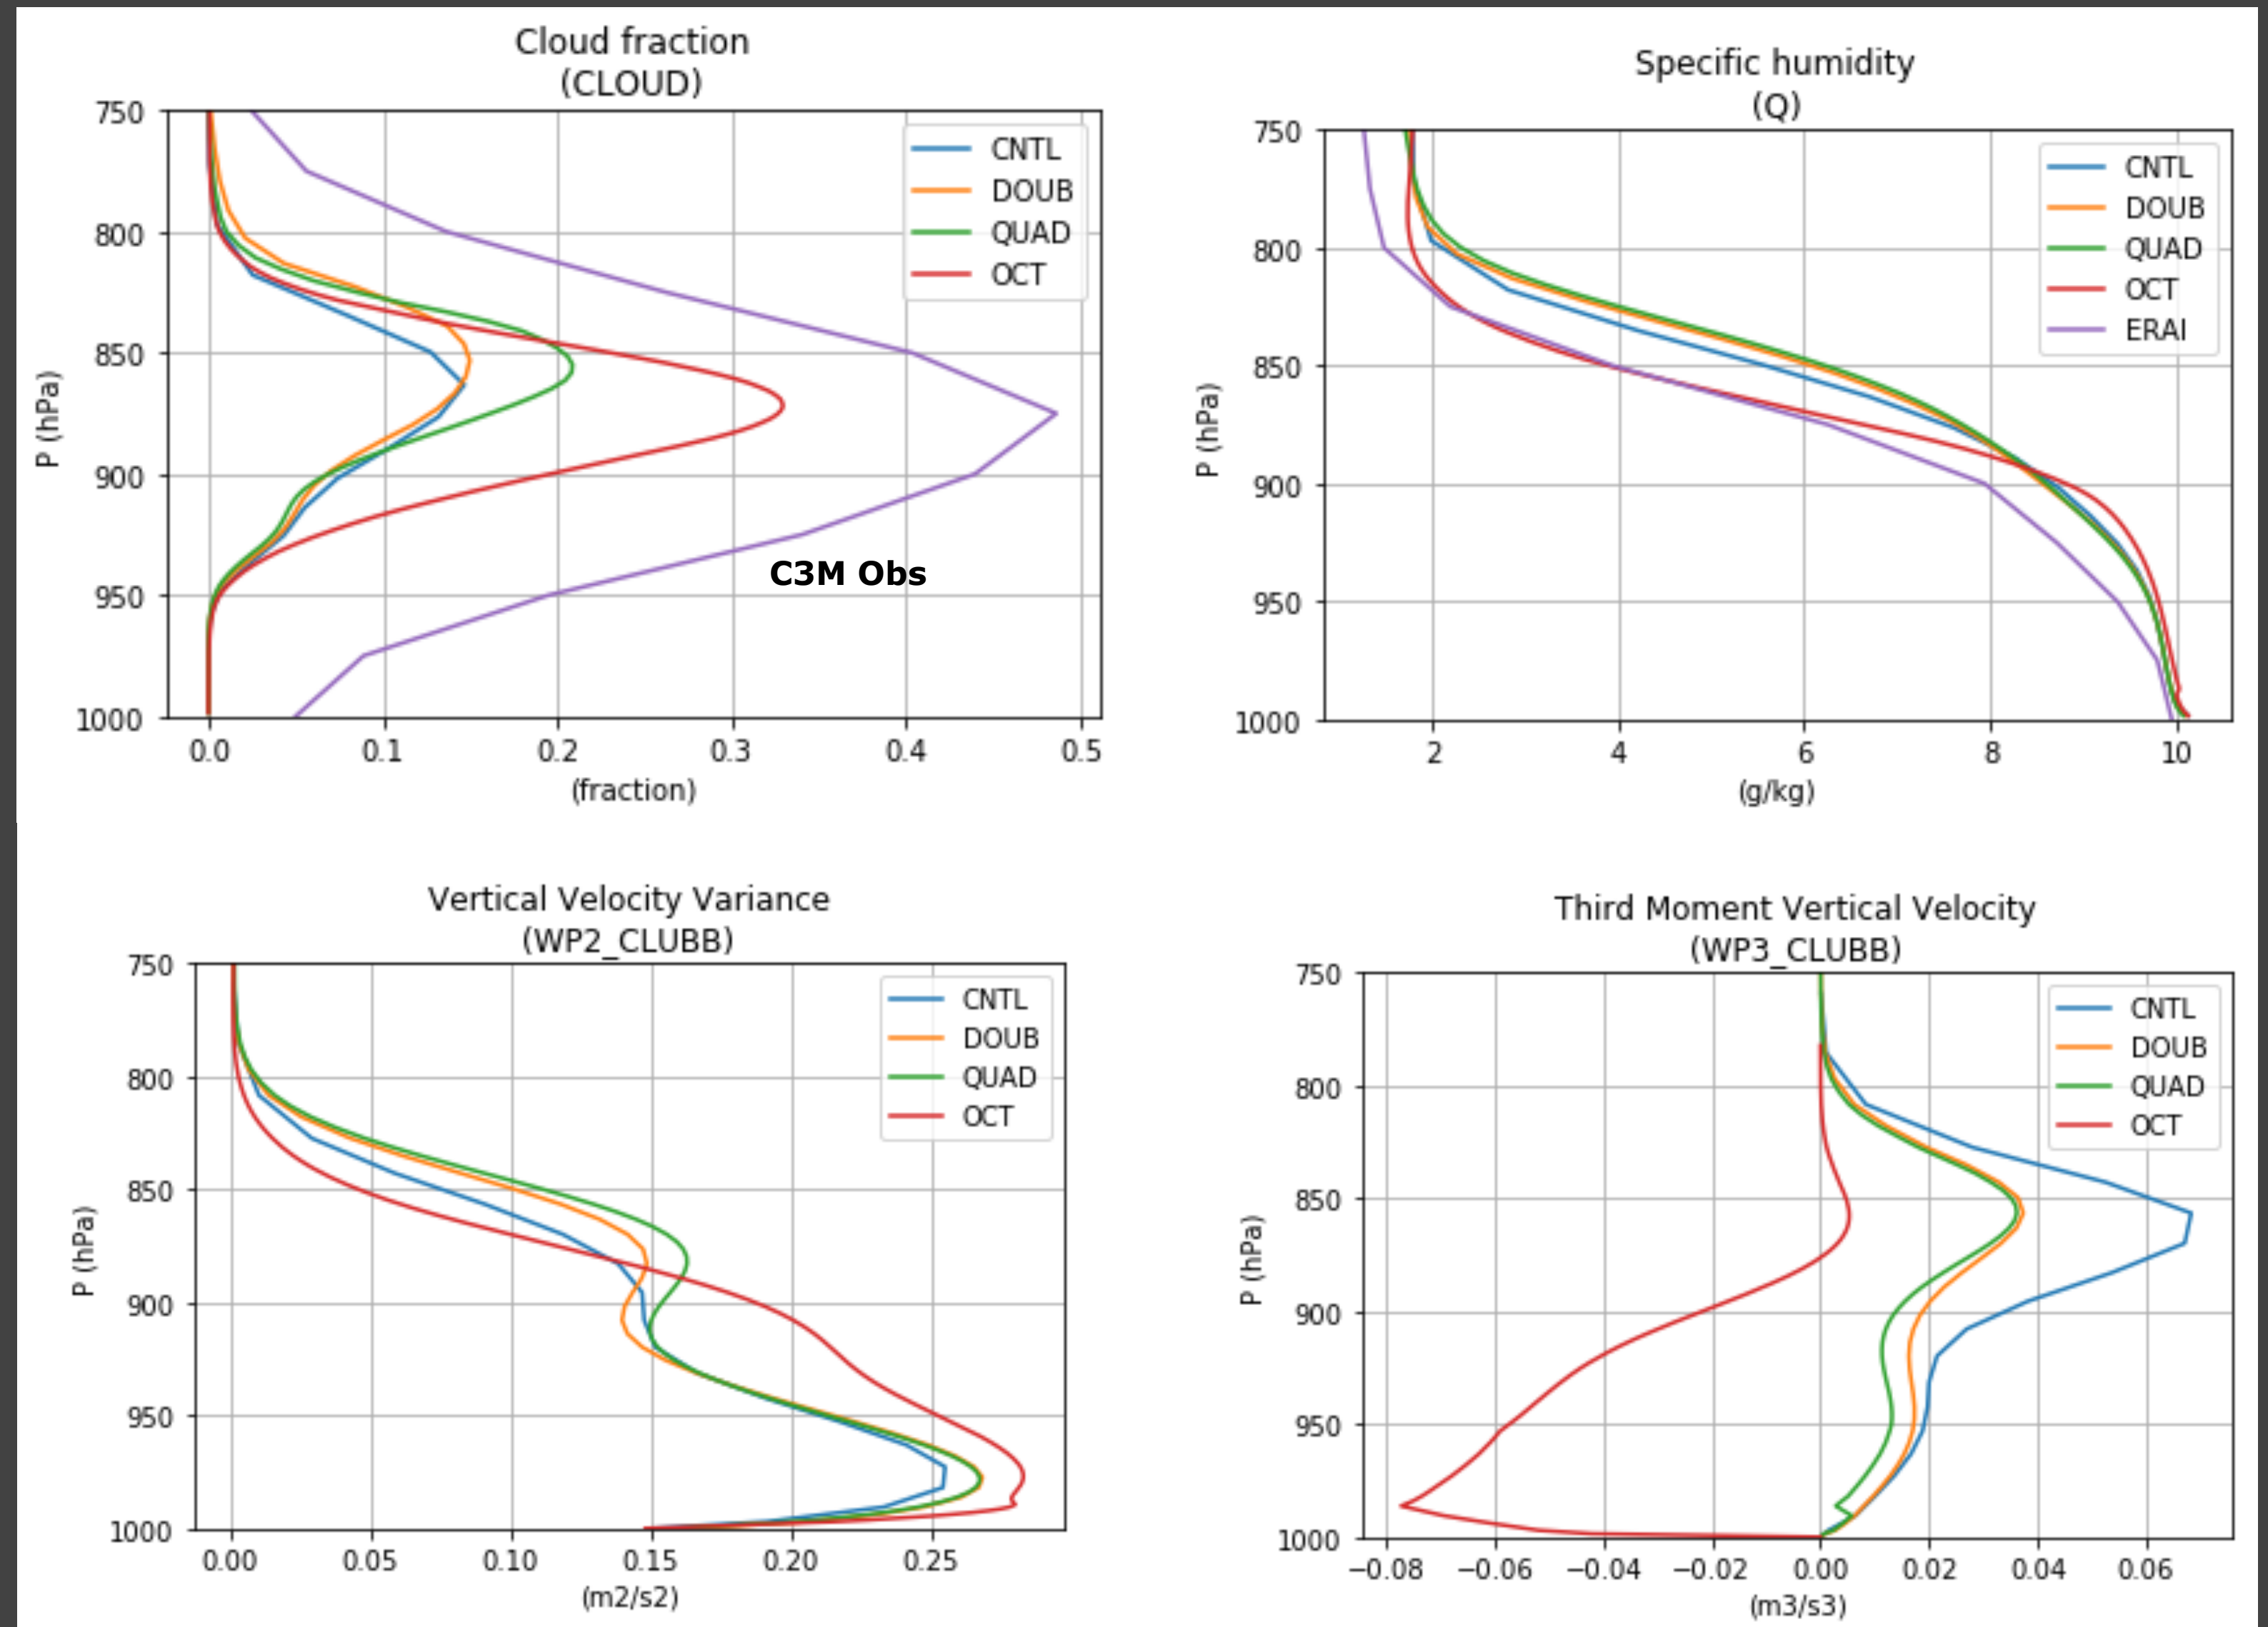 Cloud fraction
(CLOUD)
750
800
850
900
950
1000
P (hPa)
0.0 0.1 0.2 0.3 0.4 0.5
(fraction)
CNTL
DOUB
QUAD
OCT
C3M Obs
Specific humidity
(Q)
750
800
850
900
950
1000
P (hPa)
2 4 6 8 10
(g/kg)
CNTL
DOUB
QUAD
OCT
ERAI
Vertical Velocity Variance
(WP2_CLUBB)
750
800
850
900
950
1000
P (hPa)
0.00 0.05 0.10 0.15 0.20 0.25
(m2/s2)
CNTL
DOUB
QUAD
OCT
Third Moment Vertical Velocity
(WP3_CLUBB)
750
800
850
900
950
1000
P (hPa)
−0.08 −0.06 −0.04 −0.02 0.00 0.02 0.04 0.06
(m3/s3)
CNTL
DOUB
QUAD
OCT